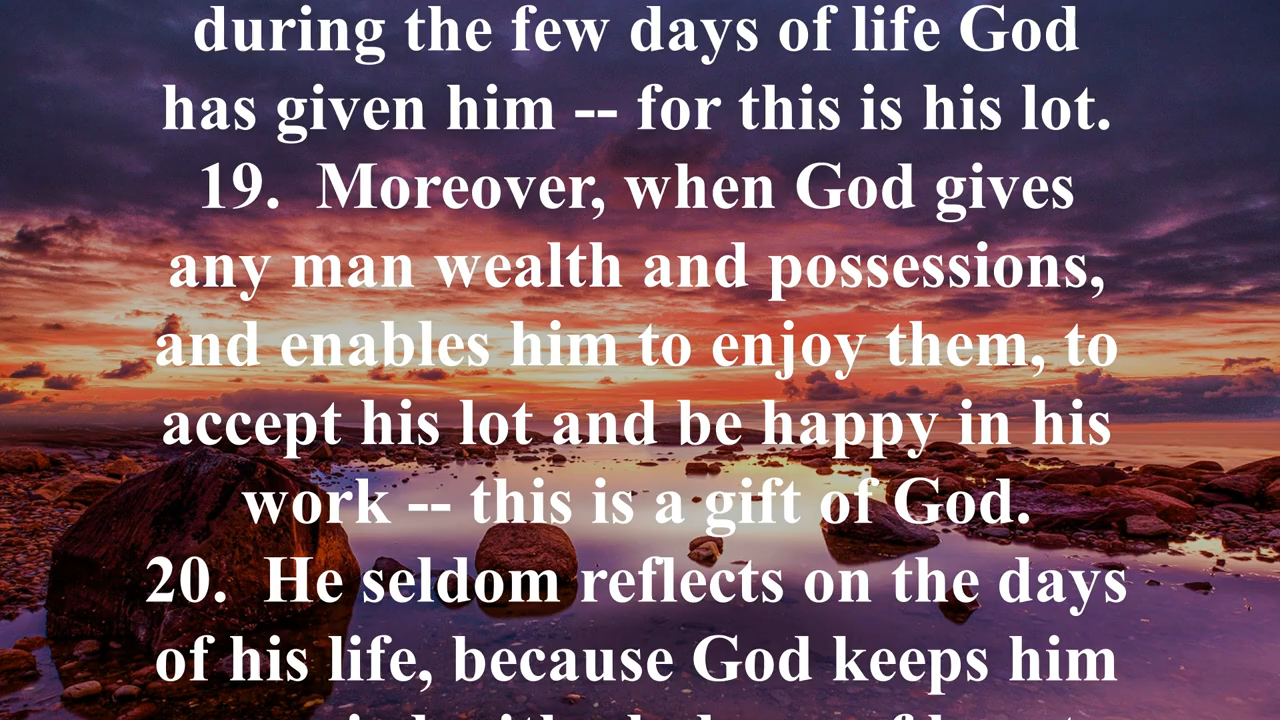 during the few days of life God
has given him -- for this is his lot.
19.  Moreover, when God gives
any man wealth and possessions,
and enables him to enjoy them, to
accept his lot and be happy in his
work -- this is a gift of God.
20.  He seldom reflects on the days
of his life, because God keeps him